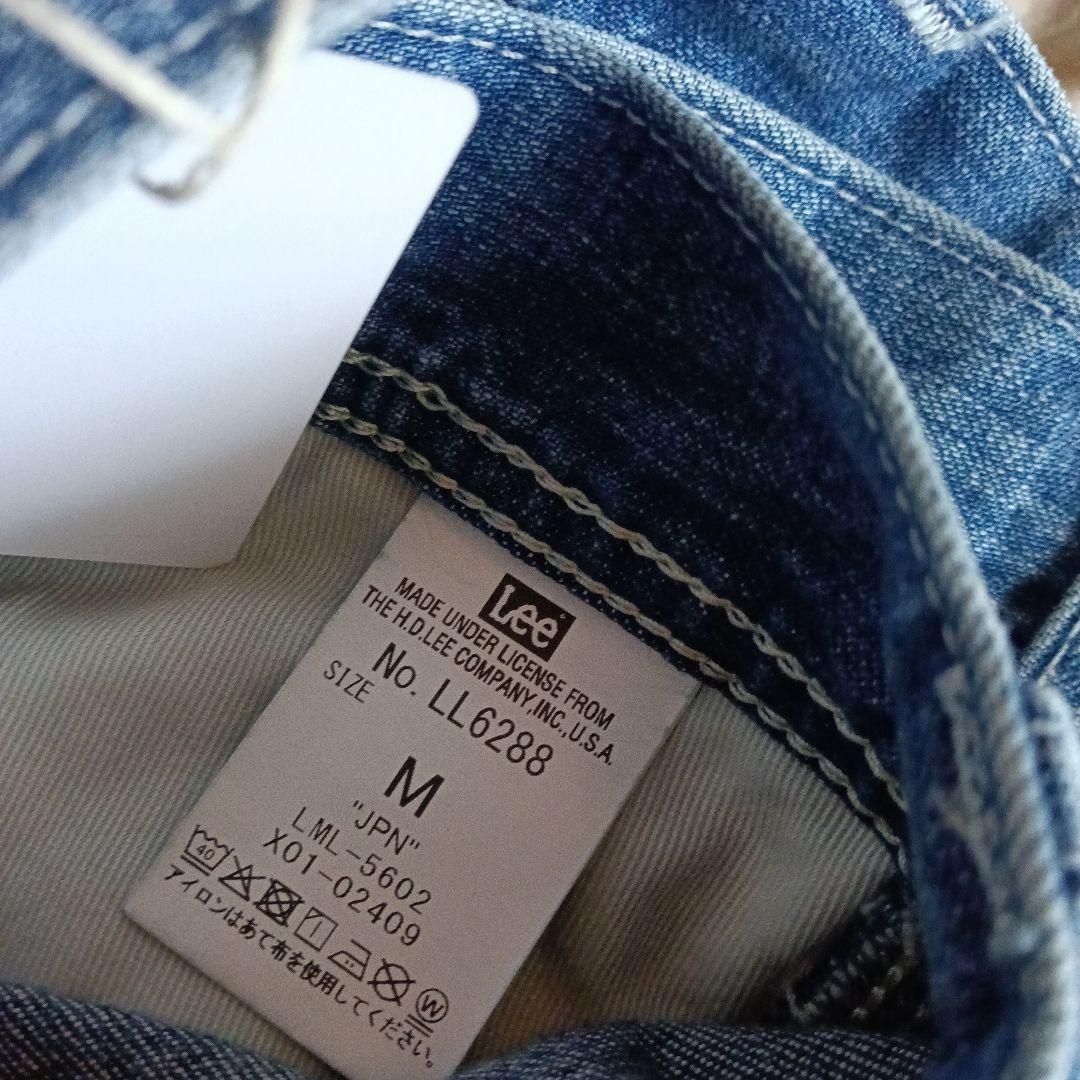 Lee
MADE UNDER LICENSE FROM
THE H.D.LEE COMPANY,INC.,U.S.A.
No. LL6288
SIZE
M
"JPN"
LML-5602
X01-02409
40
W
アイロンはあて布を使用してください。